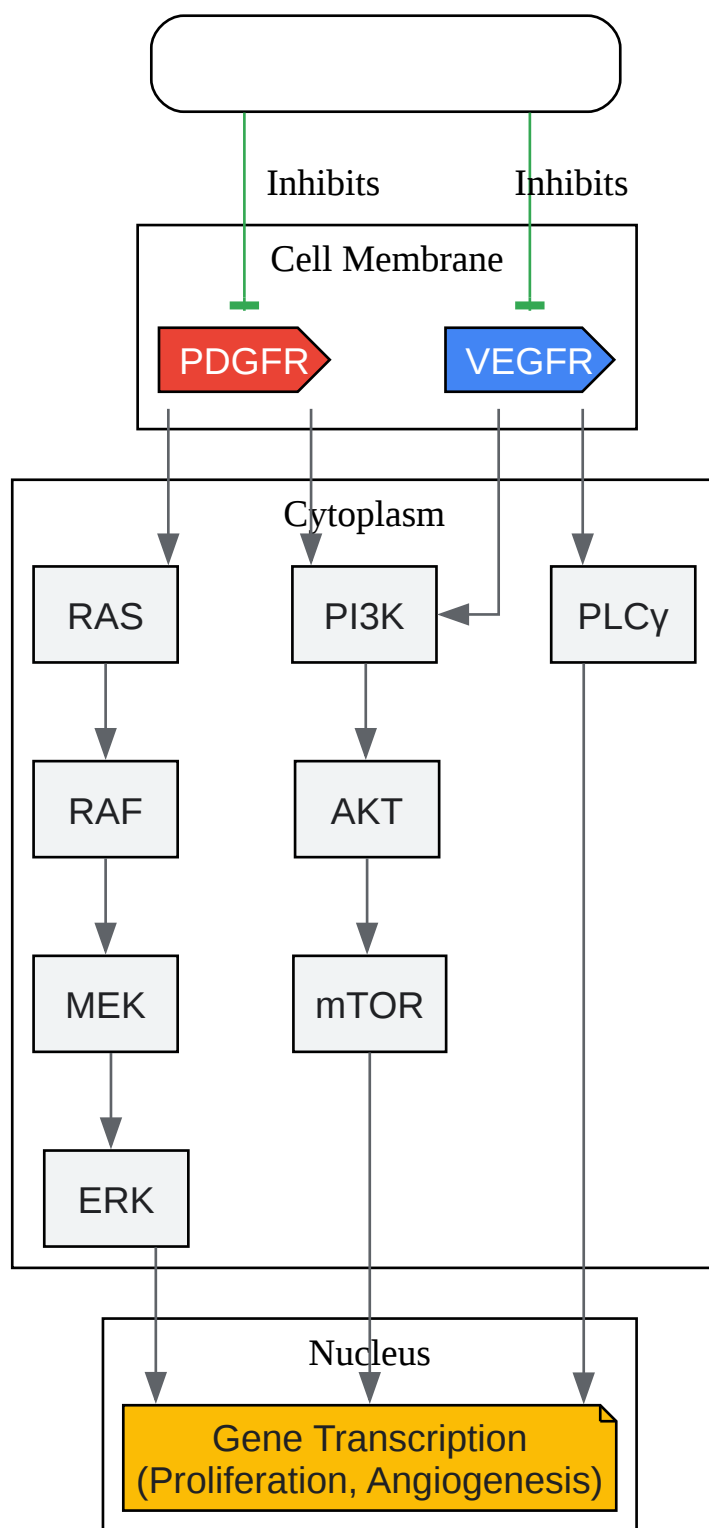 Inhibits
Inhibits
Cell Membrane
PDGFR
VEGFR
Cytoplasm
RAS
PI3K
PLCγ
RAF
AKT
MEK
mTOR
ERK
Nucleus
Gene Transcription
(Proliferation, Angiogenesis)